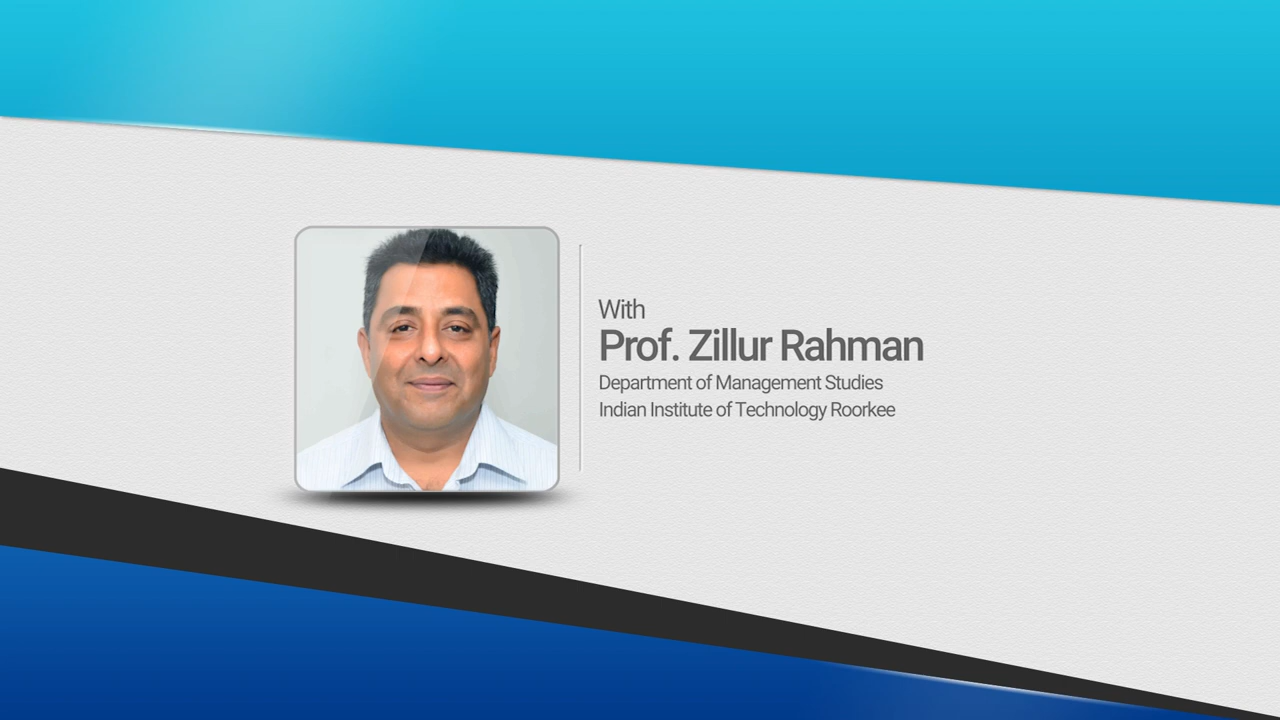 With
Prof. Zillur Rahman
Department of Management Studies
Indian Institute of Technology Roorkee